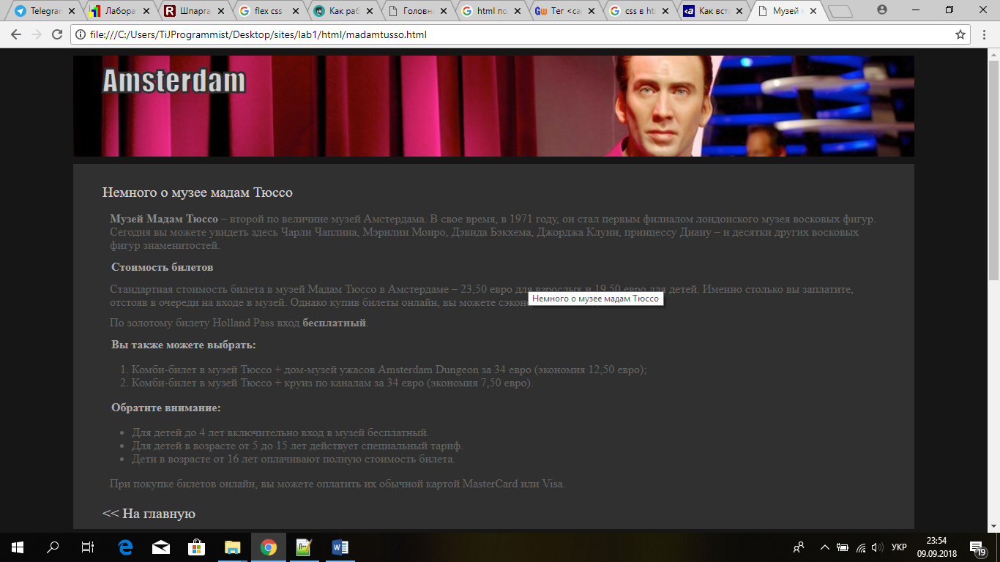 Telegram
Лабора
Шпарга
flex css
Как раб
Головна
html по
Тег <cap
css в htm
Как вста
Музей м
file:///C:/Users/TiJProgrammist/Desktop/sites/lab1/html/madamtusso.html
Amsterdam
Немного о музее мадам Тюссо
Музей Мадам Тюссо – второй по величине музей Амстердама. В свое время, в 1971 году, он стал первым филиалом лондонского музея восковых фигур.
Сегодня вы можете увидеть здесь Чарли Чаплина, Мэрилин Монро, Дэвида Бэкхема, Джорджа Клуни, принцессу Диану – и десятки других восковых
фигур знаменитостей.
Стоимость билетов
Стандартная стоимость билета в музей Мадам Тюссо в Амстердаме – 23,50 евро для взрослых и 19,50 евро для детей. Именно столько вы заплатите,
отстояв в очереди на входе в музей. Однако купив билеты онлайн, вы можете сэконо
Немного о музее мадам Тюссо
По золотому билету Holland Pass вход бесплатный.
Вы также можете выбрать:
1. Комби-билет в музей Тюссо + дом-музей ужасов Amsterdam Dungeon за 34 евро (экономия 12,50 евро);
2. Комби-билет в музей Тюссо + круиз по каналам за 34 евро (экономия 7,50 евро).
Обратите внимание:
• Для детей до 4 лет включительно вход в музей бесплатный.
• Для детей в возрасте от 5 до 15 лет действует специальный тариф.
• Дети в возрасте от 16 лет оплачивают полную стоимость билета.
При покупке билетов онлайн, вы можете оплатить их обычной картой MasterCard или Visa.
<< На главную
УКР
23:54
09.09.2018
19